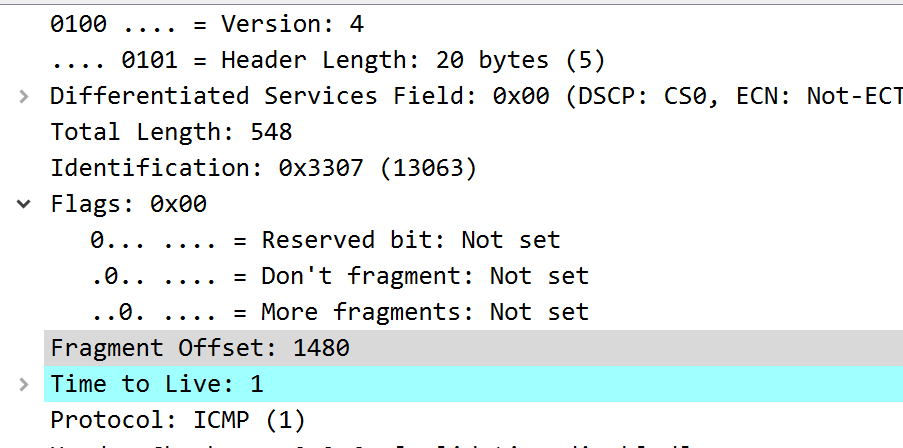 0100 .... = Version: 4
.... 0101 = Header Length: 20 bytes (5)
Differentiated Services Field: 0x00 (DSCP: CS0, ECN: Not-ECT
Total Length: 548
Identification: 0x3307 (13063)
Flags: 0x00
0... .... = Reserved bit: Not set
.0.. .... = Don't fragment: Not set
..0. .... = More fragments: Not set
Fragment Offset: 1480
Time to Live: 1
Protocol: ICMP (1)